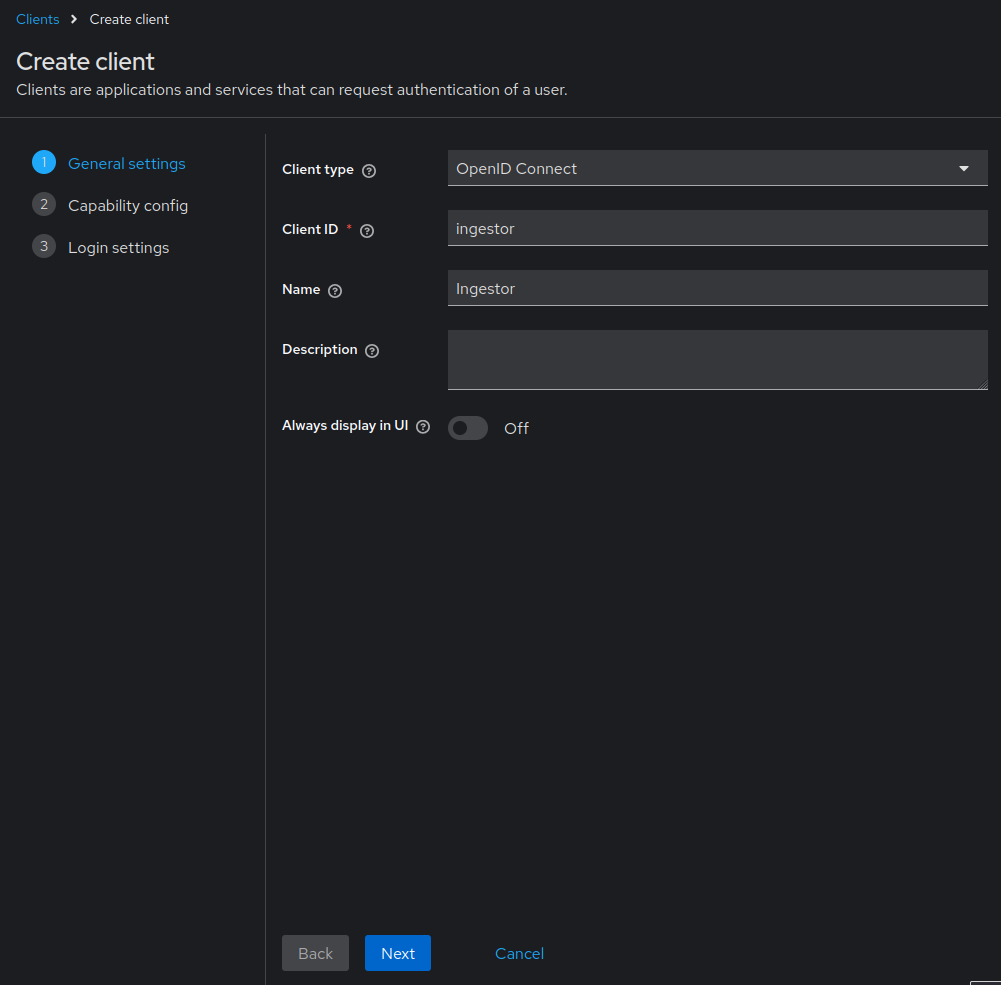 Clients > Create client
Create client
Clients are applications and services that can request authentication of a user.
1 General settings
2 Capability config
3 Login settings
Client type ?
OpenID Connect
Client ID * ?
ingestor
Name ?
Ingestor
Description ?
Always display in UI ?
Off
Back
Next
Cancel